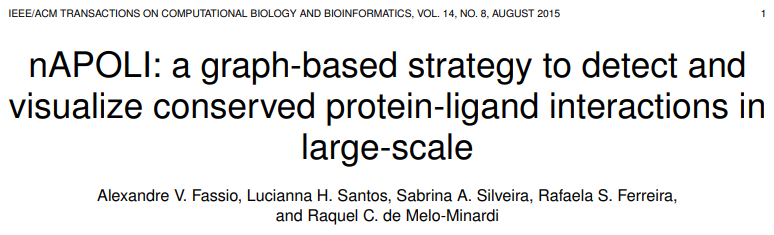 IEEE/ACM TRANSACTIONS ON COMPUTATIONAL BIOLOGY AND BIOINFORMATICS, VOL. 14, NO. 8, AUGUST 2015 1
nAPOLI: a graph-based strategy to detect and
visualize conserved protein-ligand interactions in
large-scale
Alexandre V. Fassio, Lucianna H. Santos, Sabrina A. Silveira, Rafaela S. Ferreira,
and Raquel C. de Melo-Minardi